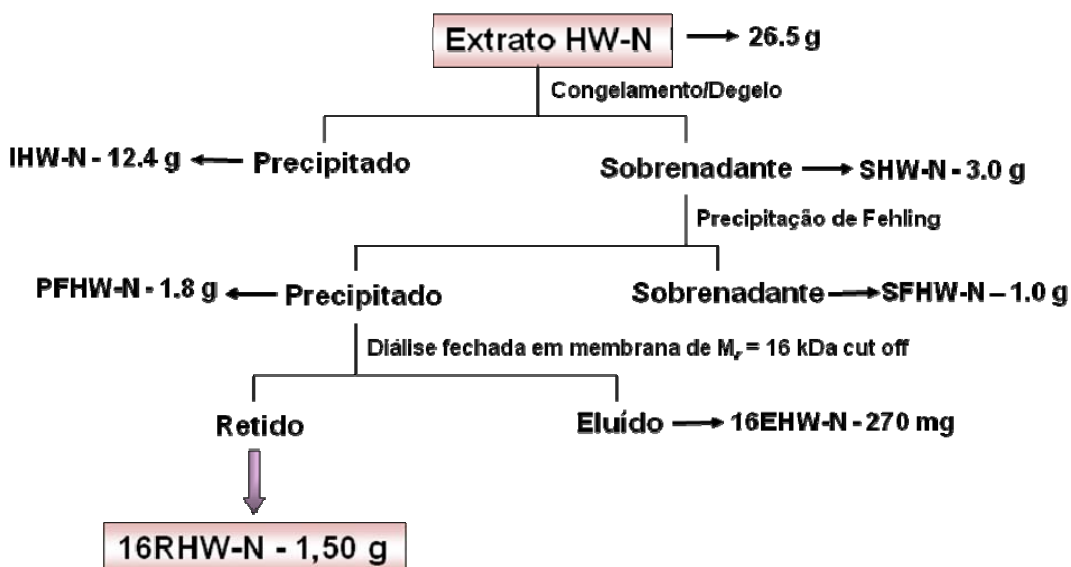 Extrato HW-N → 26.5 g
Congelamento/Degelo
IHW-N - 12.4 g ← Precipitado
Sobrenadante → SHW-N - 3.0 g
Precipitação de Fehling
PFHW-N - 1.8 g ← Precipitado
Sobrenadante → SFHW-N – 1.0 g
Diálise fechada em membrana de Mr = 16 kDa cut off
Retido
Eluído → 16EHW-N - 270 mg
16RHW-N - 1,50 g